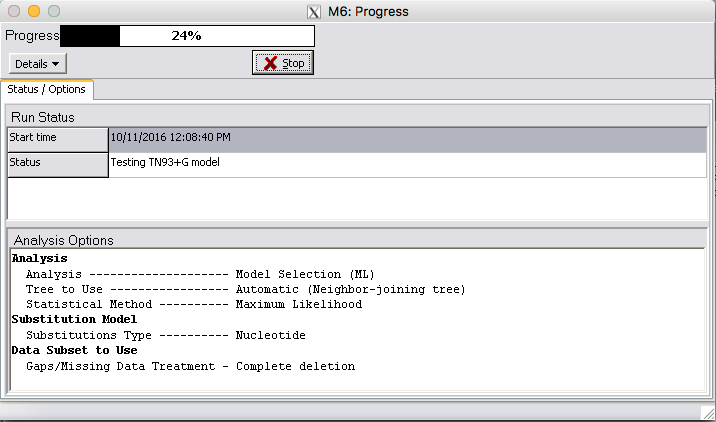 M6: Progress
Progress 24%
Details Stop
Status / Options
Run Status
Start time 10/11/2016 12:08:40 PM
Status Testing TN93+G model
Analysis Options
Analysis
Analysis -------------------- Model Selection (ML)
Tree to Use ----------------- Automatic (Neighbor-joining tree)
Statistical Method ---------- Maximum Likelihood
Substitution Model
Substitutions Type ---------- Nucleotide
Data Subset to Use
Gaps/Missing Data Treatment - Complete deletion